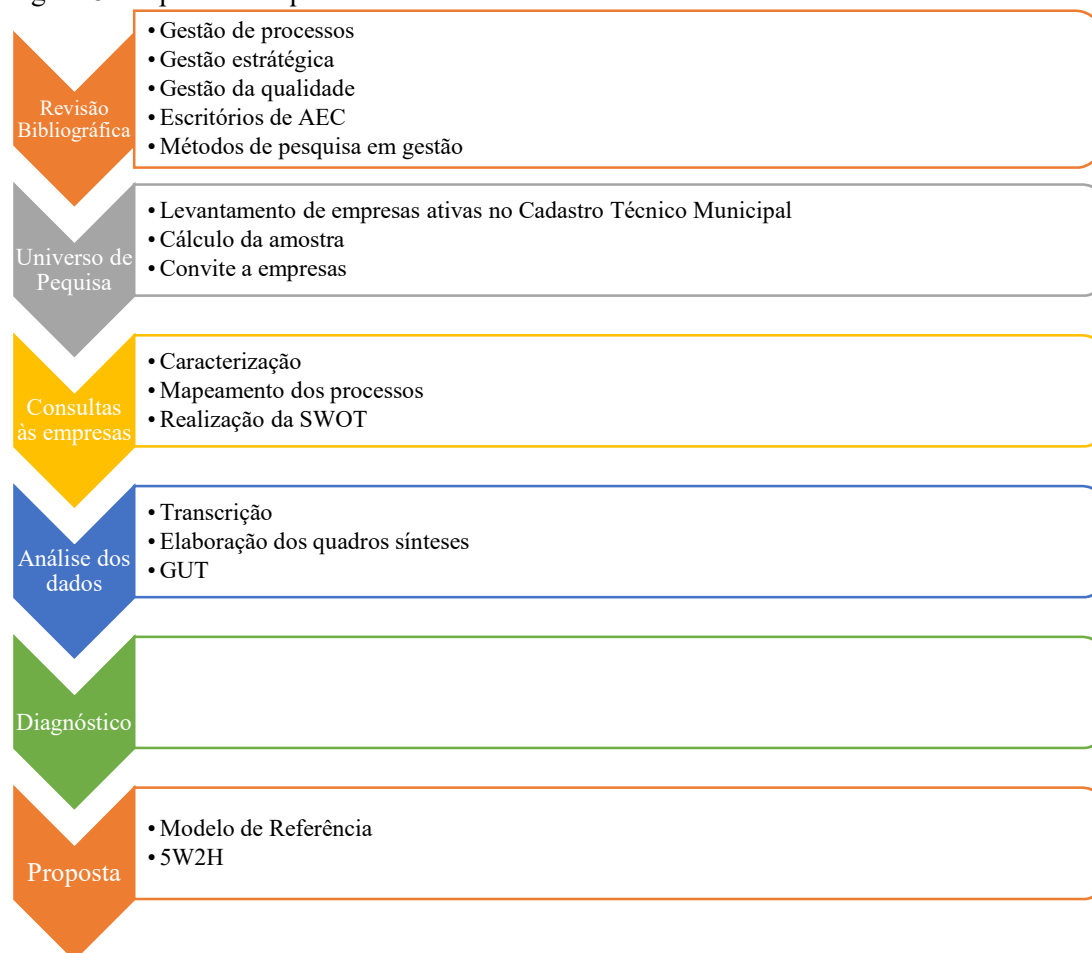 • Gestão de processos
• Gestão estrátégica
• Gestão da qualidade
• Escritórios de AEC
• Métodos de pesquisa em gestão
Revisão
Bibliográfica
• Levantamento de empresas ativas no Cadastro Técnico Municipal
• Cálculo da amostra
• Convite a empresas
Universo de
Pequisa
• Caracterização
• Mapeamento dos processos
• Realização da SWOT
Consultas
às empresas
• Transcrição
• Elaboração dos quadros sínteses
• GUT
Análise dos
dados
Diagnóstico
• Modelo de Referência
• 5W2H
Proposta